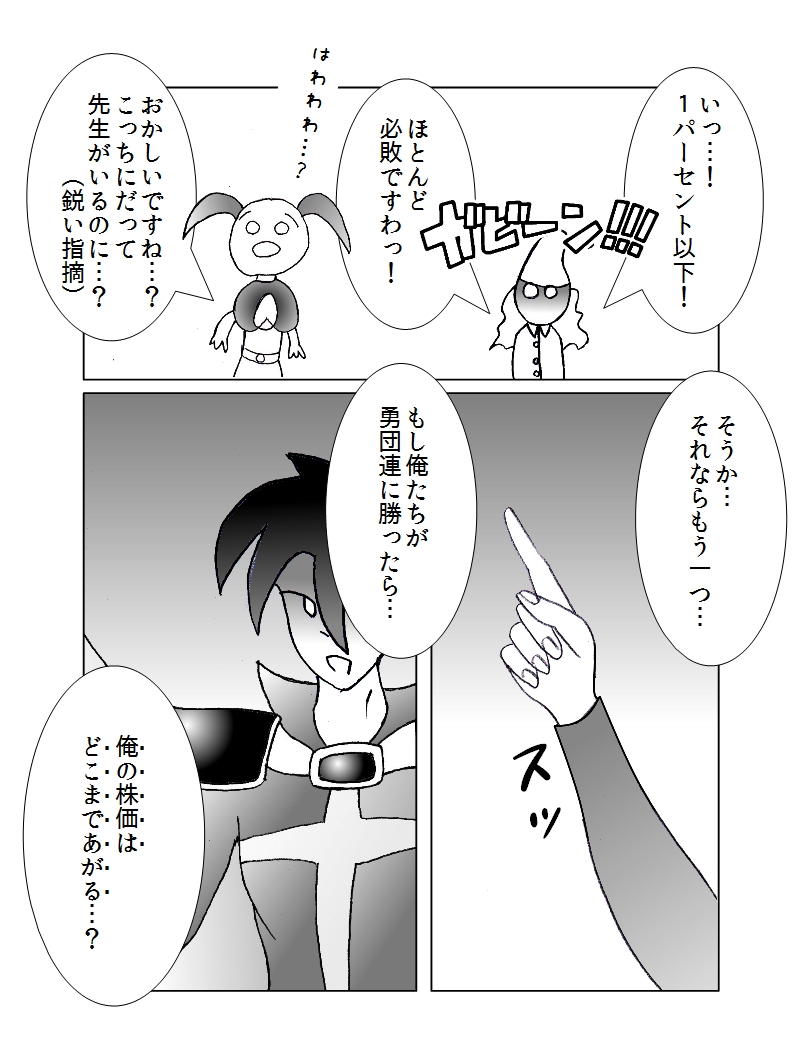 いっ…！
１パーセント以下！
ガビーン!!!
ほとんど
必敗ですわっ！
はわわわ…？
おかしいですね…？
こっちにだって
先生がいるのに…？
（鋭い指摘）
そうか…
それならもう一つ…
スッ
もし俺たちが
勇団連に勝ったら…
俺の株価は
どこまであがる…？